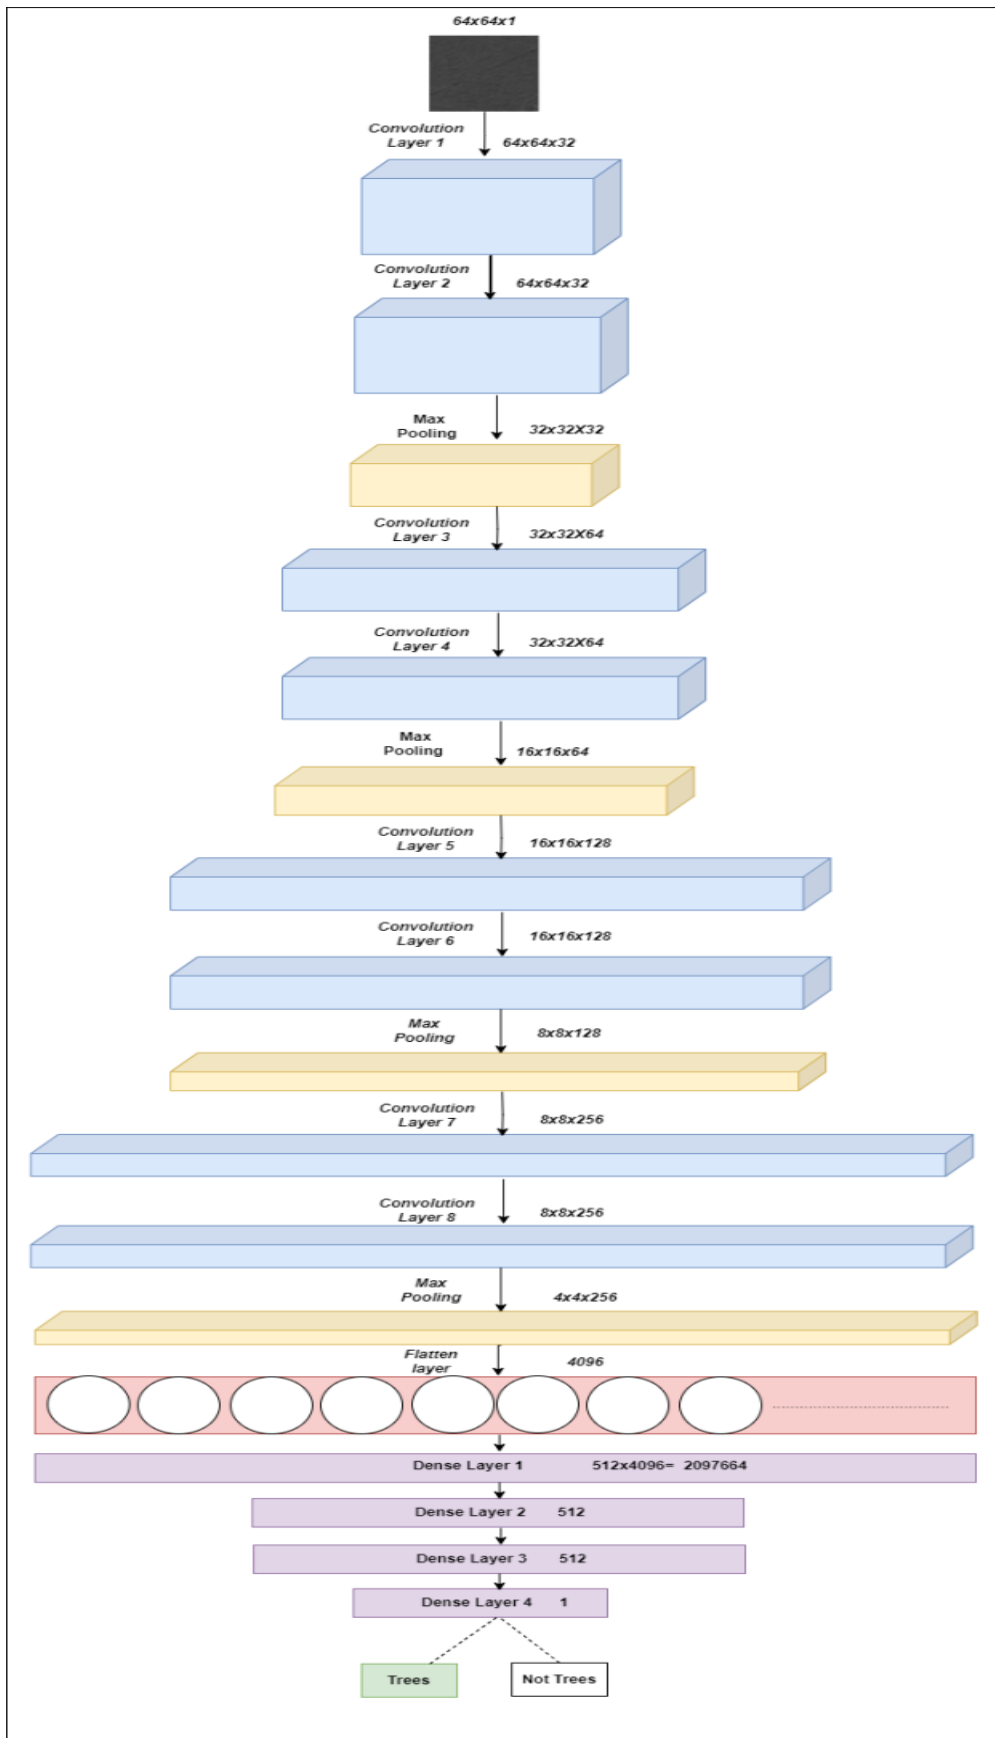 64x64x1
Convolution
Layer 1
64x64x32
Convolution
Layer 2
64x64x32
Max
Pooling
32x32X32
Convolution
Layer 3
32x32X64
Convolution
Layer 4
32x32X64
Max
Pooling
16x16x64
Convolution
Layer 5
16x16x128
Convolution
Layer 6
16x16x128
Max
Pooling
8x8x128
Convolution
Layer 7
8x8x256
Convolution
Layer 8
8x8x256
Max
Pooling
4x4x256
Flatten
layer
4096
Dense Layer 1 512x4096= 2097664
Dense Layer 2 512
Dense Layer 3 512
Dense Layer 4 1
Trees
Not Trees